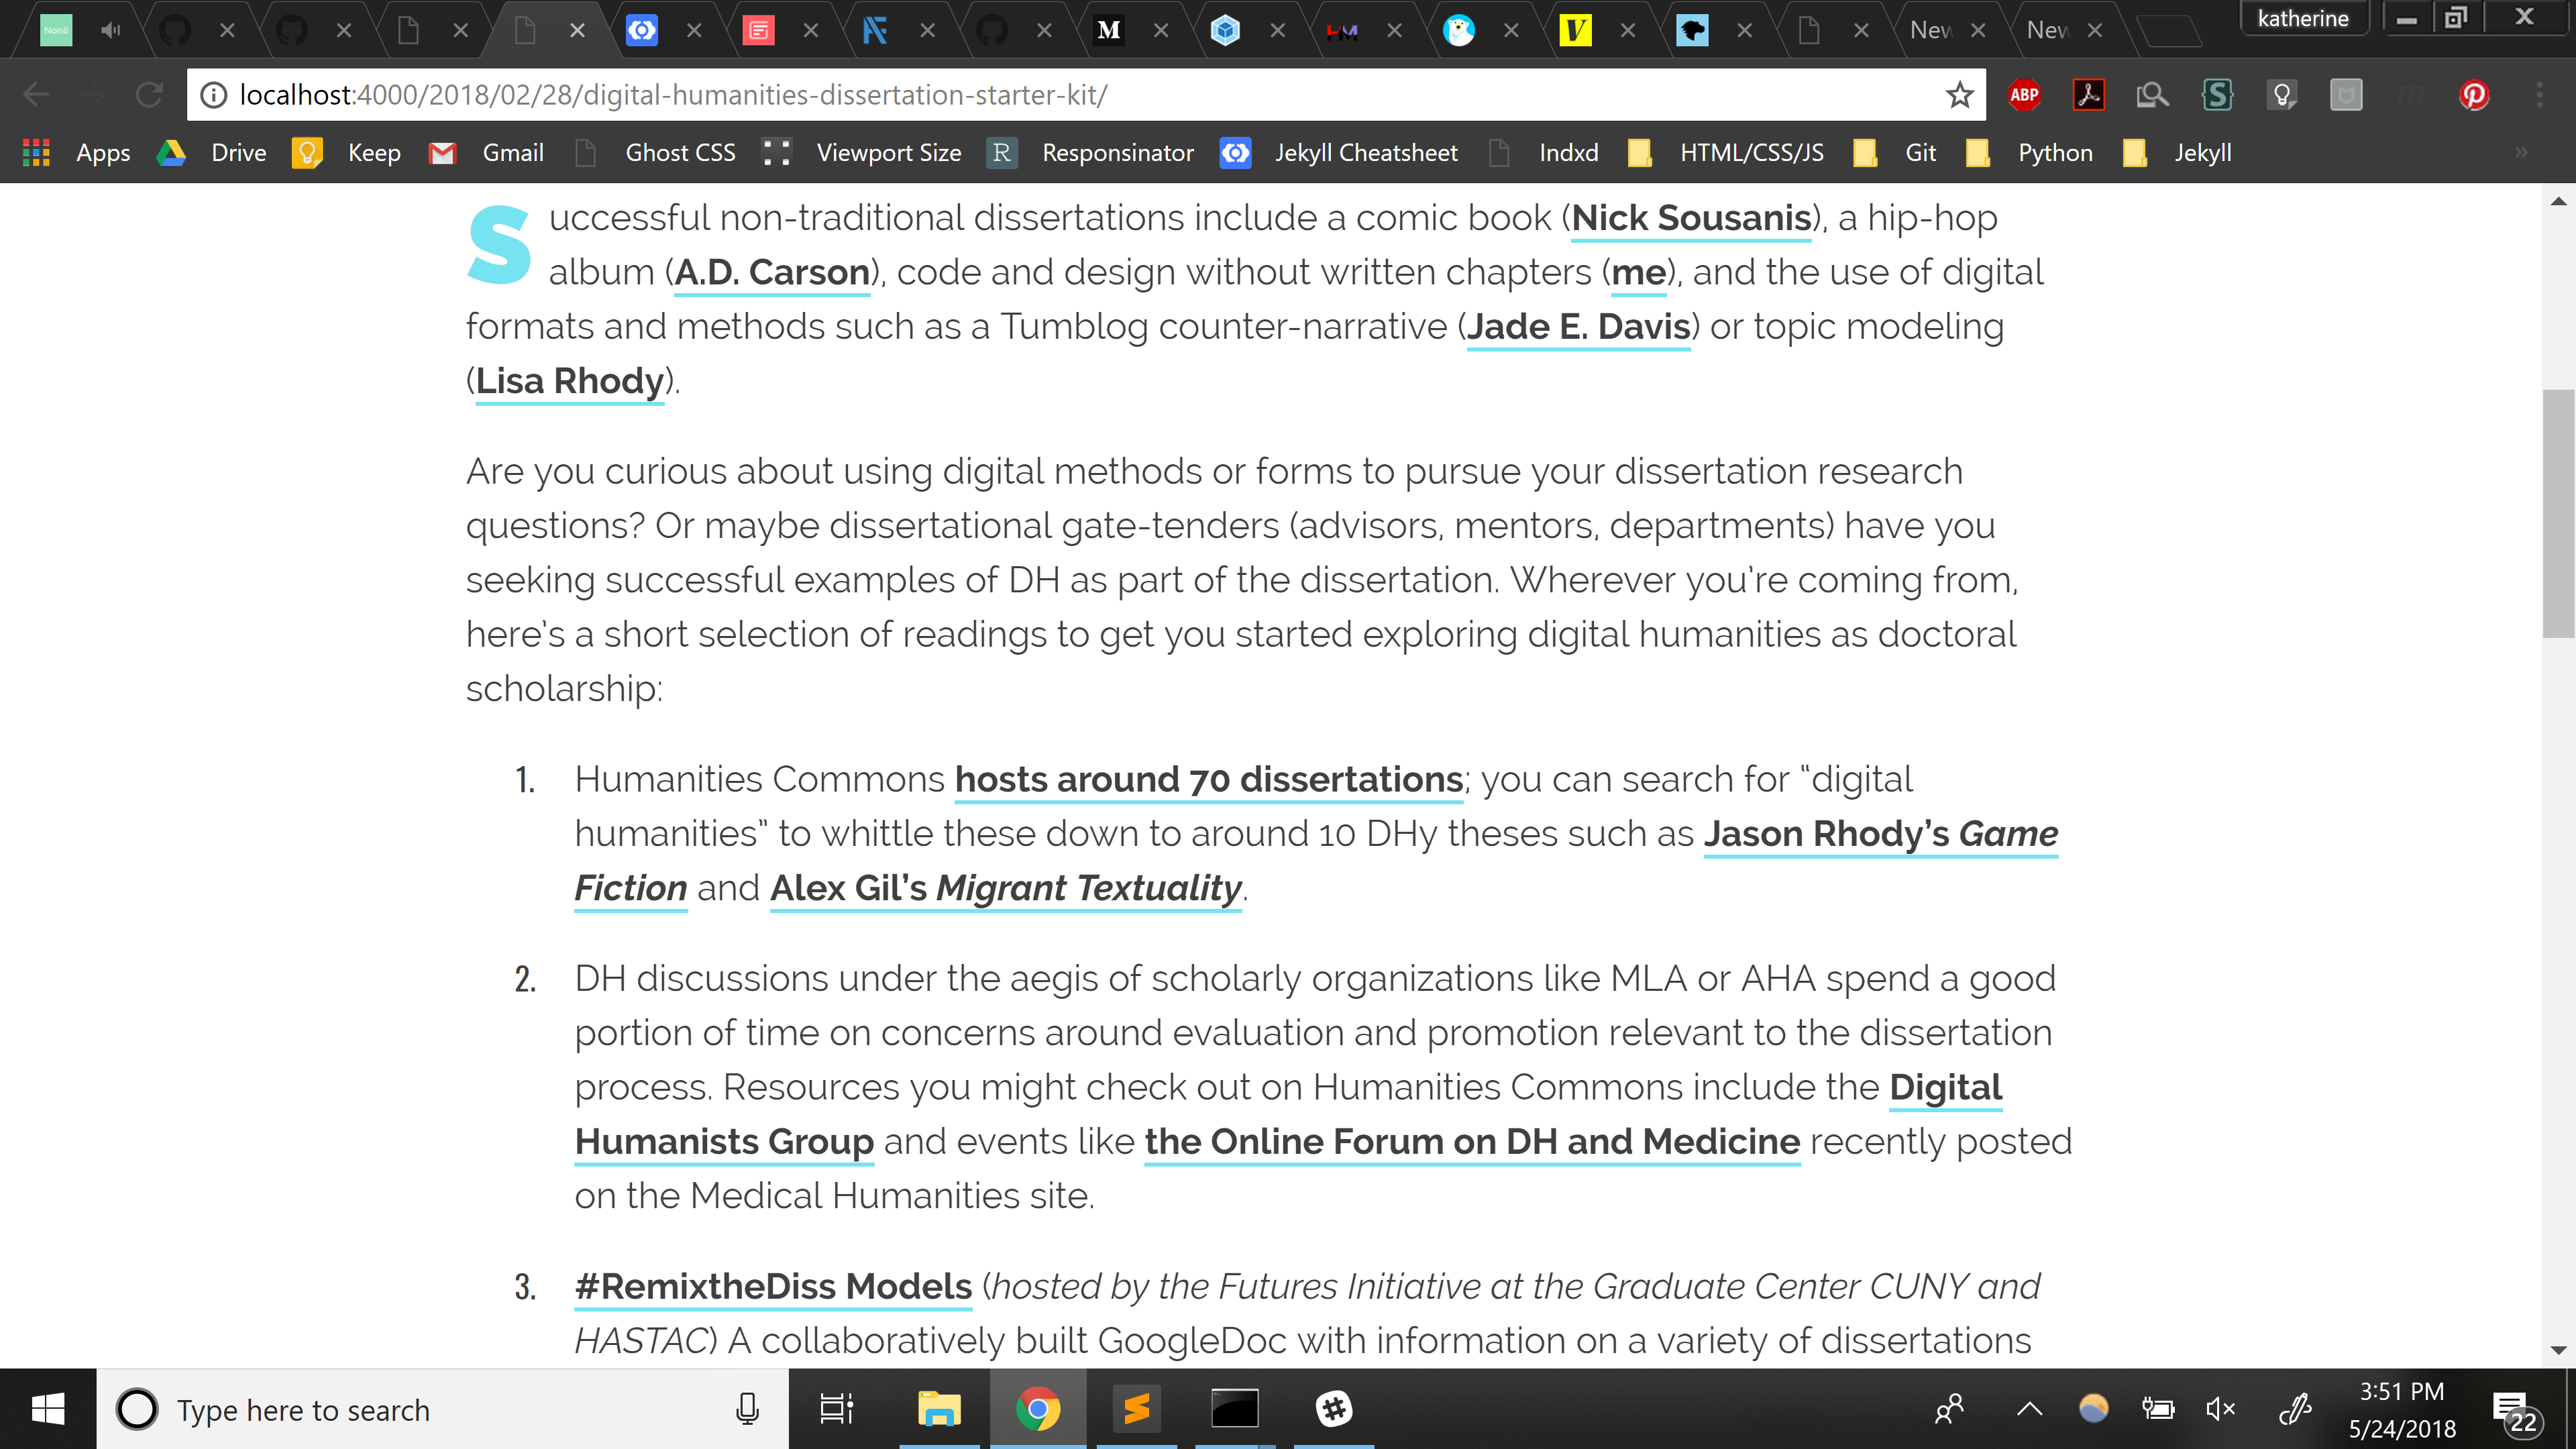 Noisli
M
V
New
New
katherine
localhost:4000/2018/02/28/digital-humanities-dissertation-starter-kit/
ABP
Apps
Drive
Keep
Gmail
Ghost CSS
Viewport Size
R
Responsinator
Jekyll Cheatsheet
Indxd
HTML/CSS/JS
Git
Python
Jekyll
»
Successful non-traditional dissertations include a comic book (Nick Sousanis), a hip-hop
album (A.D. Carson), code and design without written chapters (me), and the use of digital
formats and methods such as a Tumblog counter-narrative (Jade E. Davis) or topic modeling
(Lisa Rhody).
Are you curious about using digital methods or forms to pursue your dissertation research
questions? Or maybe dissertational gate-tenders (advisors, mentors, departments) have you
seeking successful examples of DH as part of the dissertation. Wherever you’re coming from,
here’s a short selection of readings to get you started exploring digital humanities as doctoral
scholarship:
1. Humanities Commons hosts around 70 dissertations; you can search for “digital
humanities” to whittle these down to around 10 DHy theses such as Jason Rhody’s Game
Fiction and Alex Gil’s Migrant Textuality.
2. DH discussions under the aegis of scholarly organizations like MLA or AHA spend a good
portion of time on concerns around evaluation and promotion relevant to the dissertation
process. Resources you might check out on Humanities Commons include the Digital
Humanists Group and events like the Online Forum on DH and Medicine recently posted
on the Medical Humanities site.
3. #RemixtheDiss Models (hosted by the Futures Initiative at the Graduate Center CUNY and
HASTAC) A collaboratively built GoogleDoc with information on a variety of dissertations
Type here to search
3:51 PM
5/24/2018
22